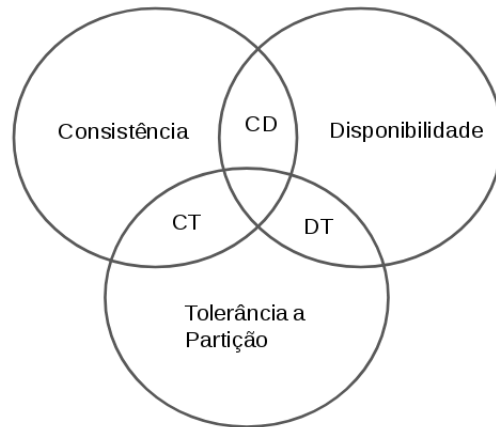 Consistência
CD
Disponibilidade
CT
DT
Tolerância a
Partição